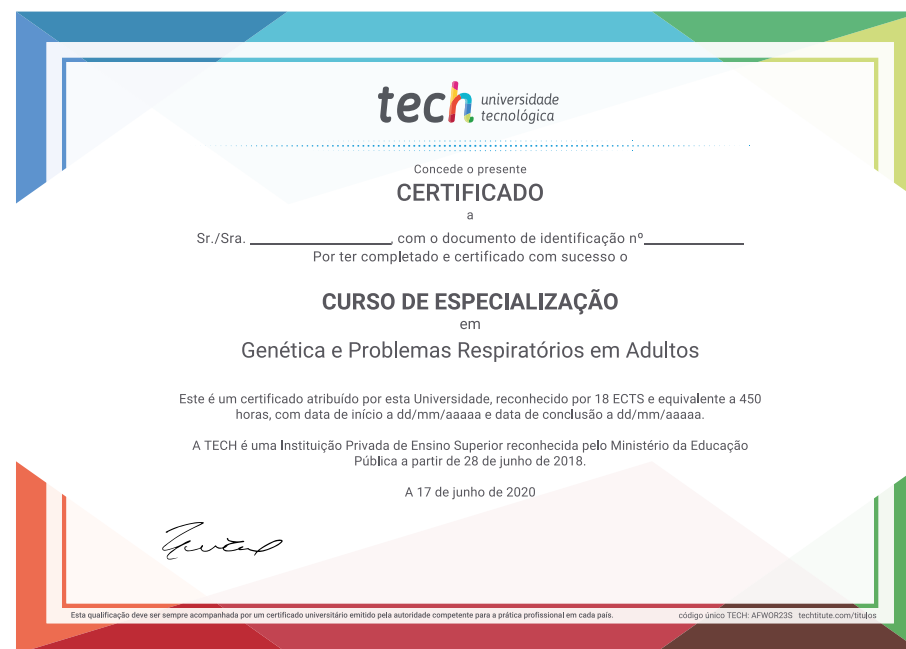 tech universidade
tecnológica
Concede o presente
CERTIFICADO
a
Sr./Sra. ____________________, com o documento de identificação nº______________
Por ter completado e certificado com sucesso o
CURSO DE ESPECIALIZAÇÃO
em
Genética e Problemas Respiratórios em Adultos
Este é um certificado atribuído por esta Universidade, reconhecido por 18 ECTS e equivalente a 450
horas, com data de início a dd/mm/aaaaa e data de conclusão a dd/mm/aaaaa.
A TECH é uma Instituição Privada de Ensino Superior reconhecida pelo Ministério da Educação
Pública a partir de 28 de junho de 2018.
A 17 de junho de 2020
Esta qualificação deve ser sempre acompanhada por um certificado universitário emitido pela autoridade competente para a prática profissional em cada país.
código único TECH: AFWOR23S techtitute.com/titulos